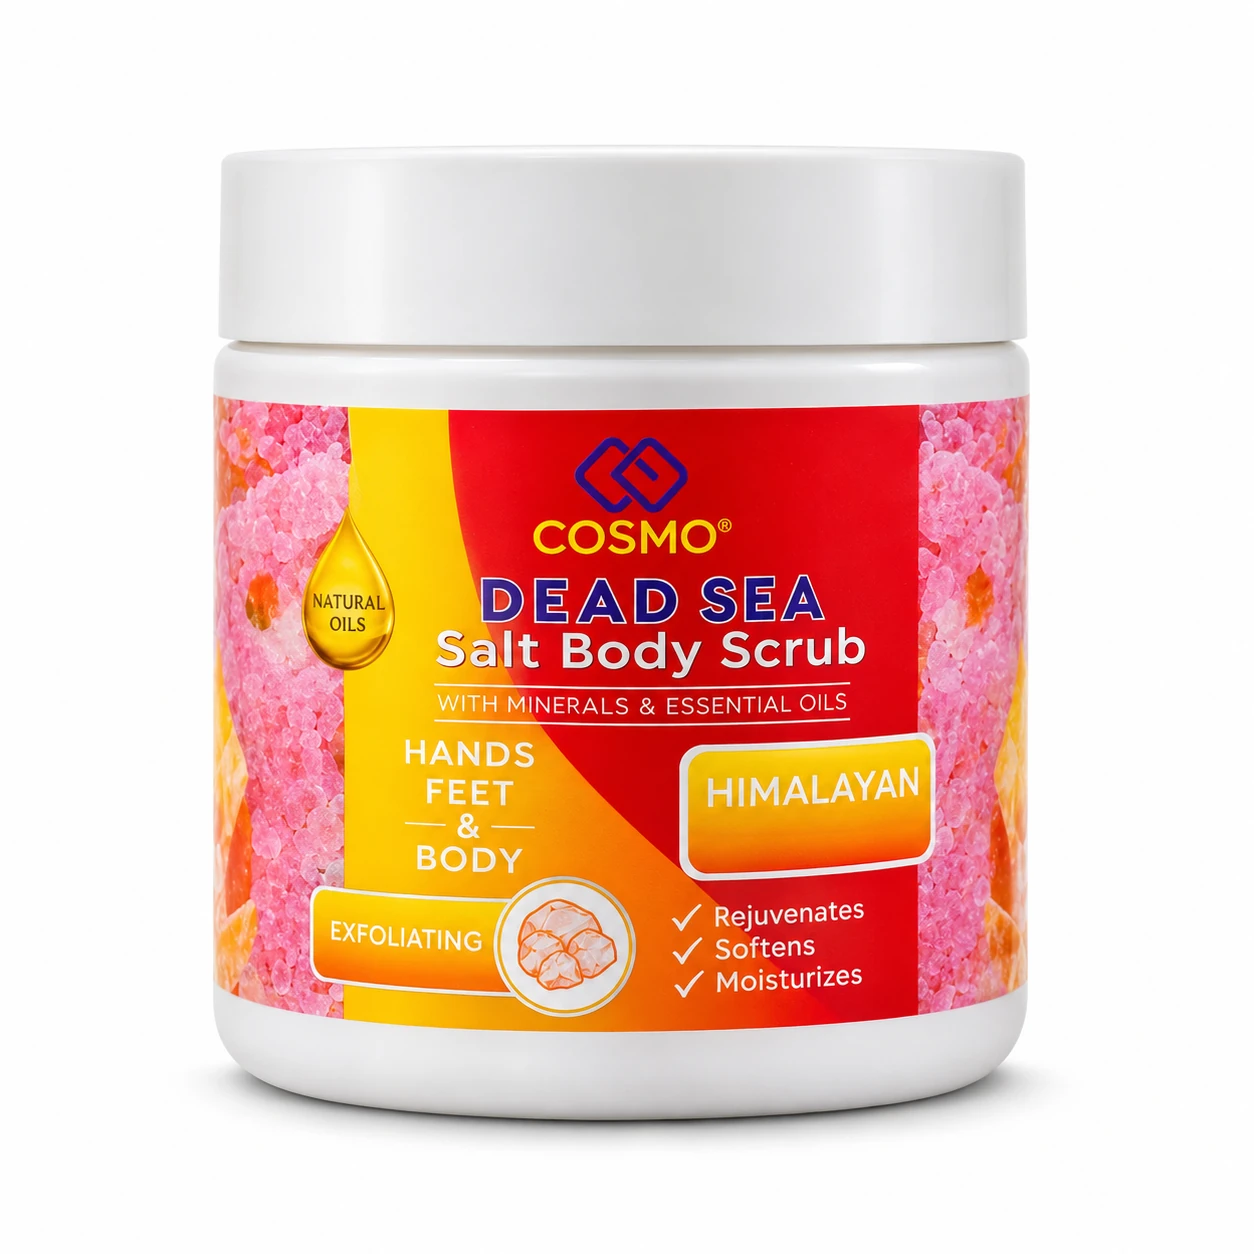 COSMO®
DEAD SEA
Salt Body Scrub
WITH MINERALS & ESSENTIAL OILS
NATURAL
OILS
HANDS
FEET
&
BODY
HIMALAYAN
EXFOLIATING
✓ Rejuvenates
✓ Softens
✓ Moisturizes